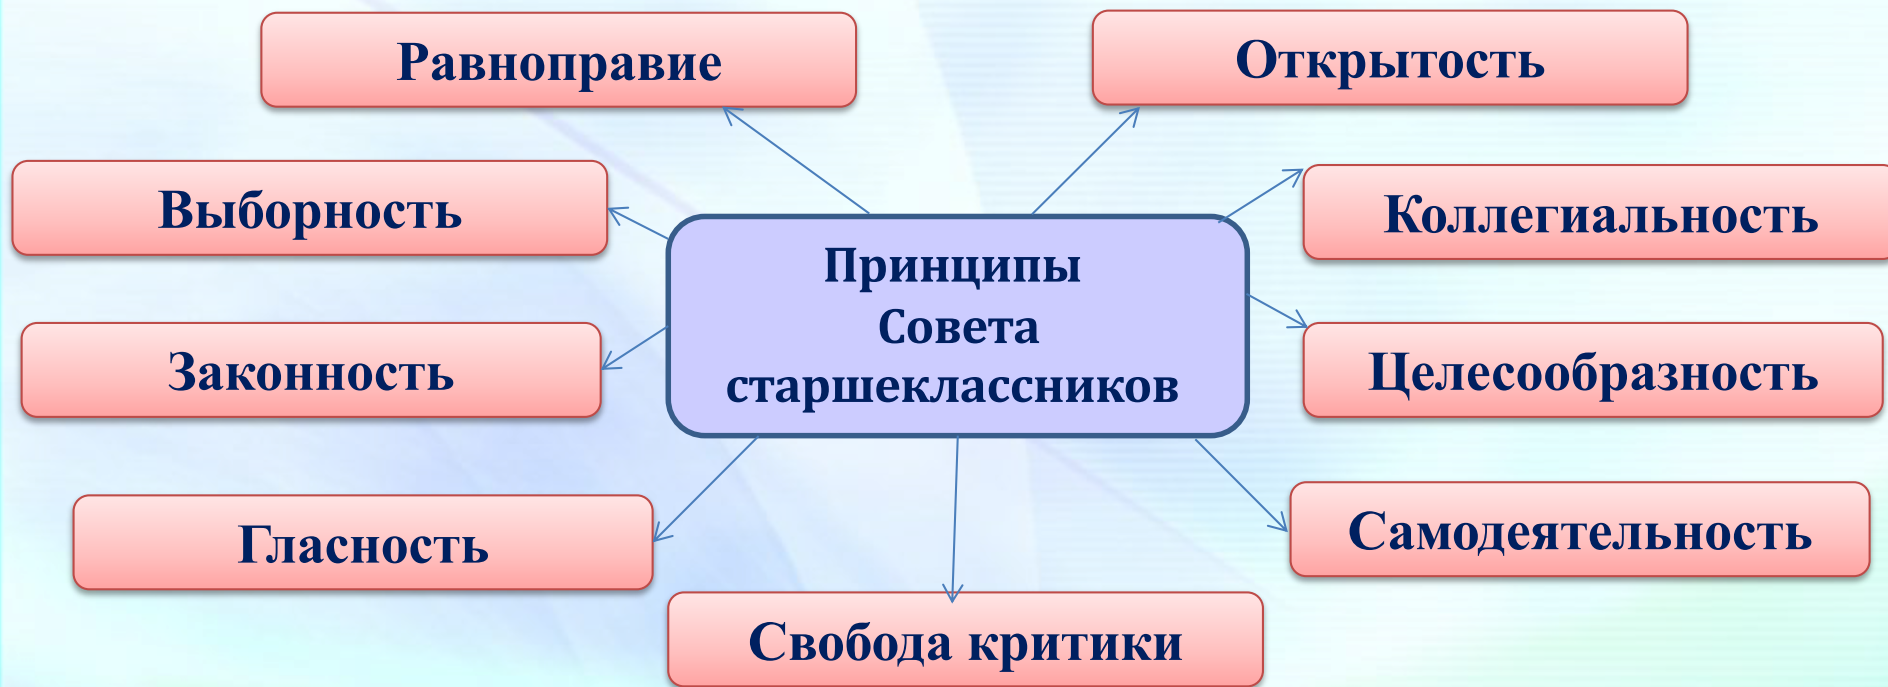 Равноправие
Открытость
Выборность
Коллегиальность
Принципы
Совета
старшеклассников
Законность
Целесообразность
Гласность
Самодеятельность
Свобода критики